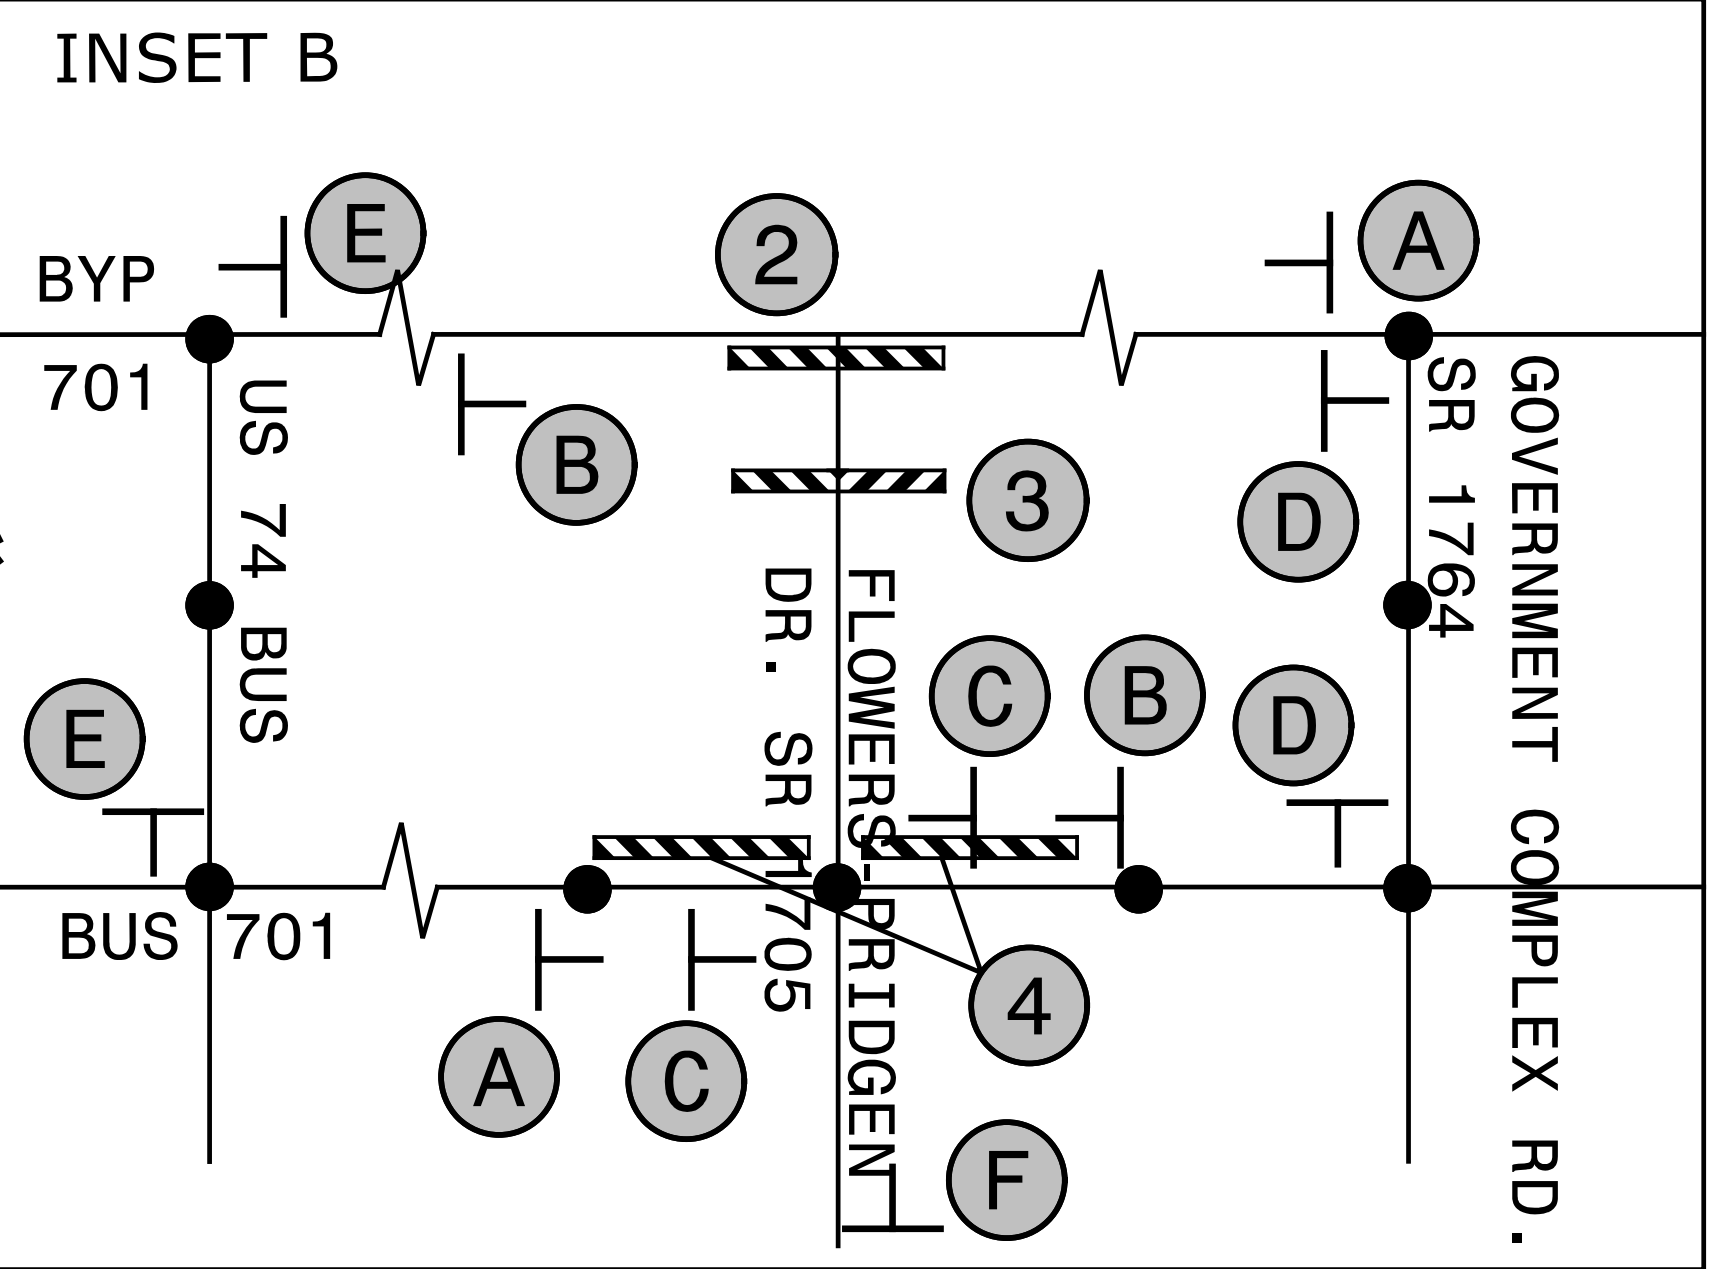 INSET B
E
2
A
BYP
701
US 74 BUS
B
3
D
SR 1764
GOVERNMENT COMPLEX RD.
FLOWERS-PRIDGEN
DR. SR 1705
C
B
D
E
BUS 701
4
A
C
F